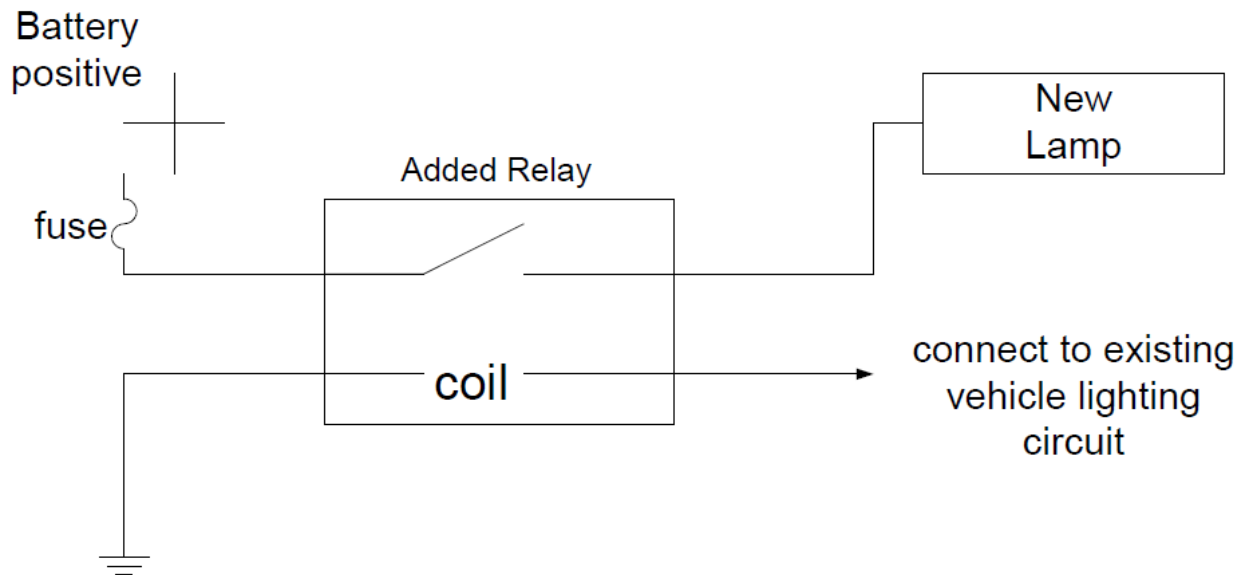 Battery
positive
New
Lamp
Added Relay
fuse
coil
connect to existing
vehicle lighting
circuit